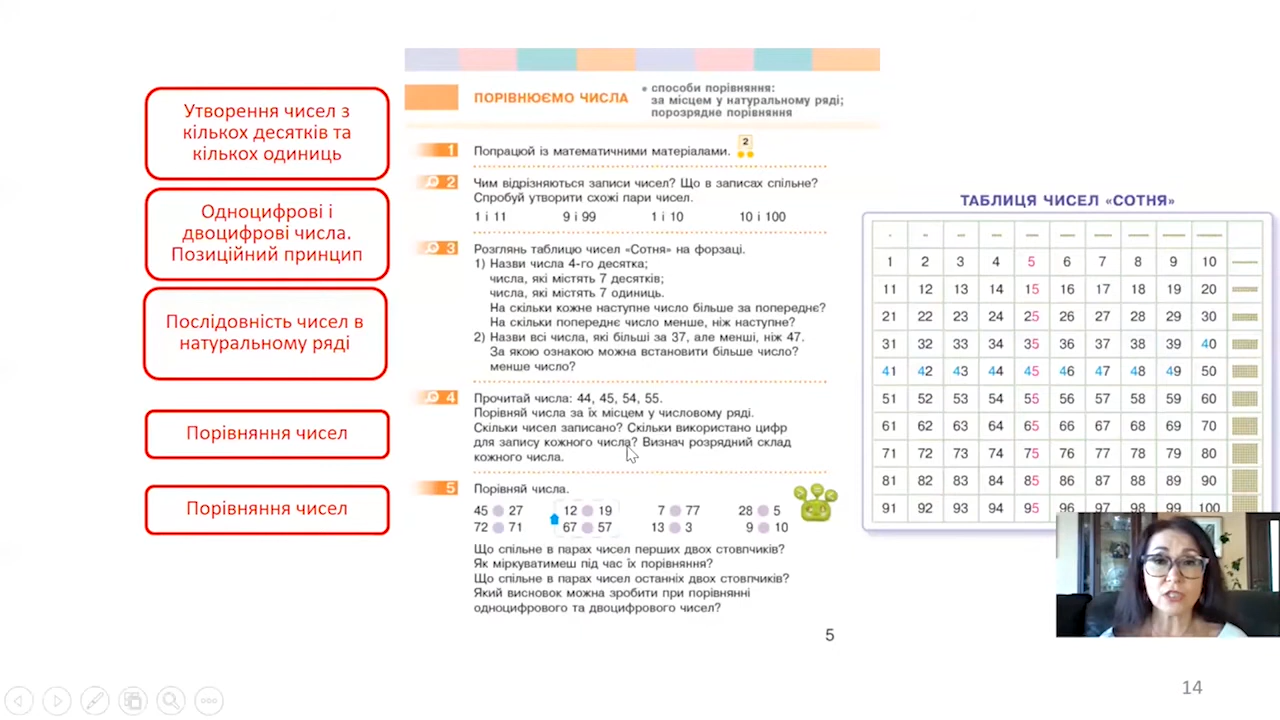 Утворення чисел з
кількох десятків та
кількох одиниць
Одноцифрові і
двоцифрові числа.
Позиційний принцип
Послідовність чисел в
натуральному ряді
Порівняння чисел
Порівняння чисел
ПОРІВНЮЄМО ЧИСЛА
• способи порівняння:
за місцем у натуральному ряді;
порозрядне порівняння
1 Попрацюй із математичними матеріалами. 2
2 Чим відрізняються записи чисел? Що в записах спільне?
Спробуй утворити схожі пари чисел.
1 і 11 9 і 99 1 і 10 10 і 100
3 Розглянь таблицю чисел «Сотня» на форзаці.
1) Назви числа 4-го десятка;
числа, які містять 7 десятків;
числа, які містять 7 одиниць.
На скільки кожне наступне число більше за попереднє?
На скільки попереднє число менше, ніж наступне?
2) Назви всі числа, які більші за 37, але менші, ніж 47.
За якою ознакою можна встановити більше число?
менше число?
4 Прочитай числа: 44, 45, 54, 55.
Порівняй числа за їх місцем у числовому ряді.
Скільки чисел записано? Скільки використано цифр
для запису кожного числа? Визнач розрядний склад
кожного числа.
5 Порівняй числа.
45 27 12 19 7 77 28 5
72 71 67 57 13 3 9 10
Що спільне в парах чисел перших двох стовпчиків?
Як міркуватимеш під час їх порівняння?
Що спільне в парах чисел останніх двох стовпчиків?
Який висновок можна зробити при порівнянні
одноцифрового та двоцифрового чисел?
5
ТАБЛИЦЯ ЧИСЕЛ «СОТНЯ»
1 2 3 4 5 6 7 8 9 10
11 12 13 14 15 16 17 18 19 20
21 22 23 24 25 26 27 28 29 30
31 32 33 34 35 36 37 38 39 40
41 42 43 44 45 46 47 48 49 50
51 52 53 54 55 56 57 58 59 60
61 62 63 64 65 66 67 68 69 70
71 72 73 74 75 76 77 78 79 80
81 82 83 84 85 86 87 88 89 90
91 92 93 94 95 96 97 98 99 100
14